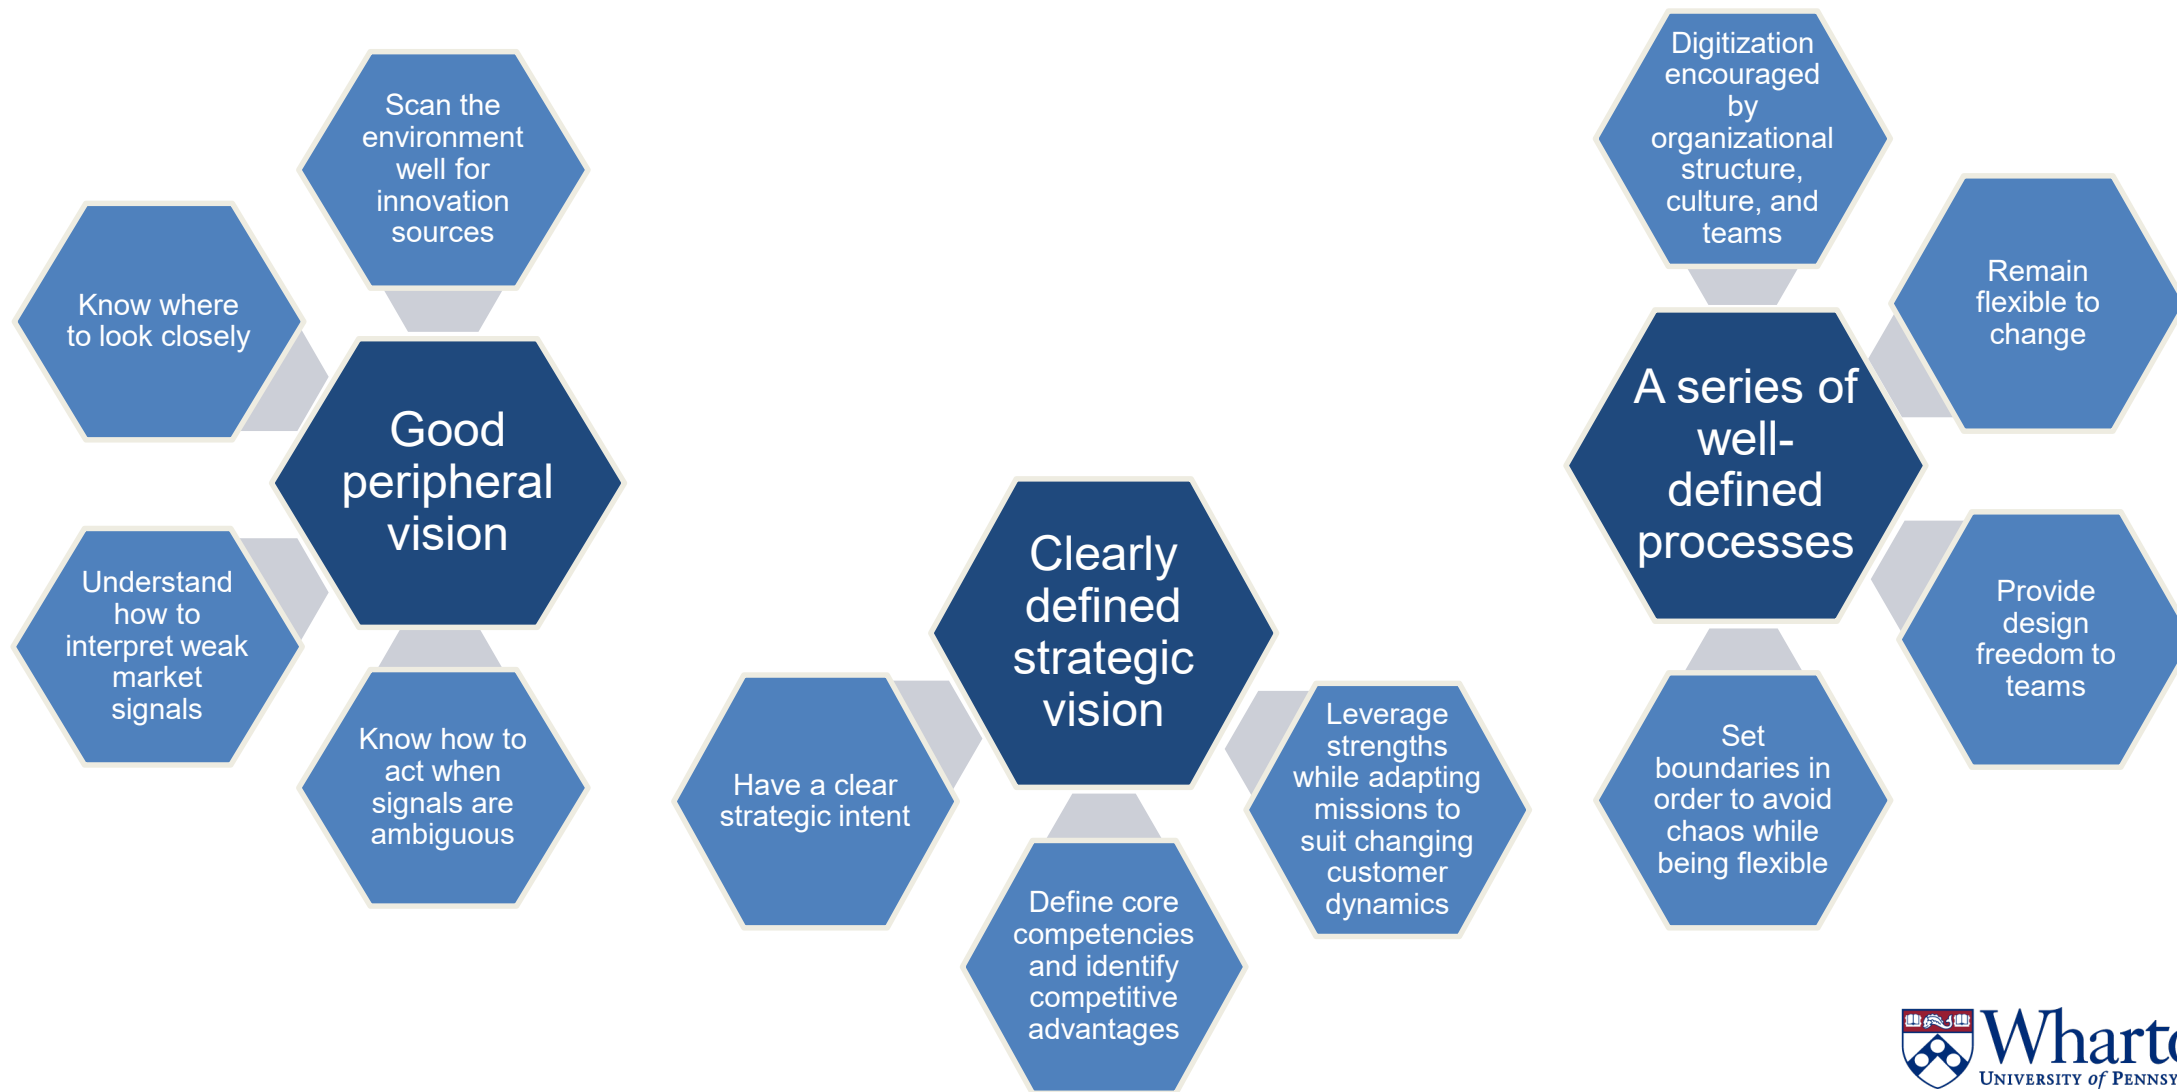 Scan the
environment
well for
innovation
sources
Know where
to look closely
Good
peripheral
vision
Understand
how to
interpret weak
market
signals
Know how to
act when
signals are
ambiguous
Clearly
defined
strategic
vision
Have a clear
strategic intent
Define core
competencies
and identify
competitive
advantages
Leverage
strengths
while adapting
missions to
suit changing
customer
dynamics
Digitization
encouraged
by
organizational
structure,
culture, and
teams
Remain
flexible to
change
A series of
well-
defined
processes
Provide
design
freedom to
teams
Set
boundaries in
order to avoid
chaos while
being flexible
UNIVERSITY of